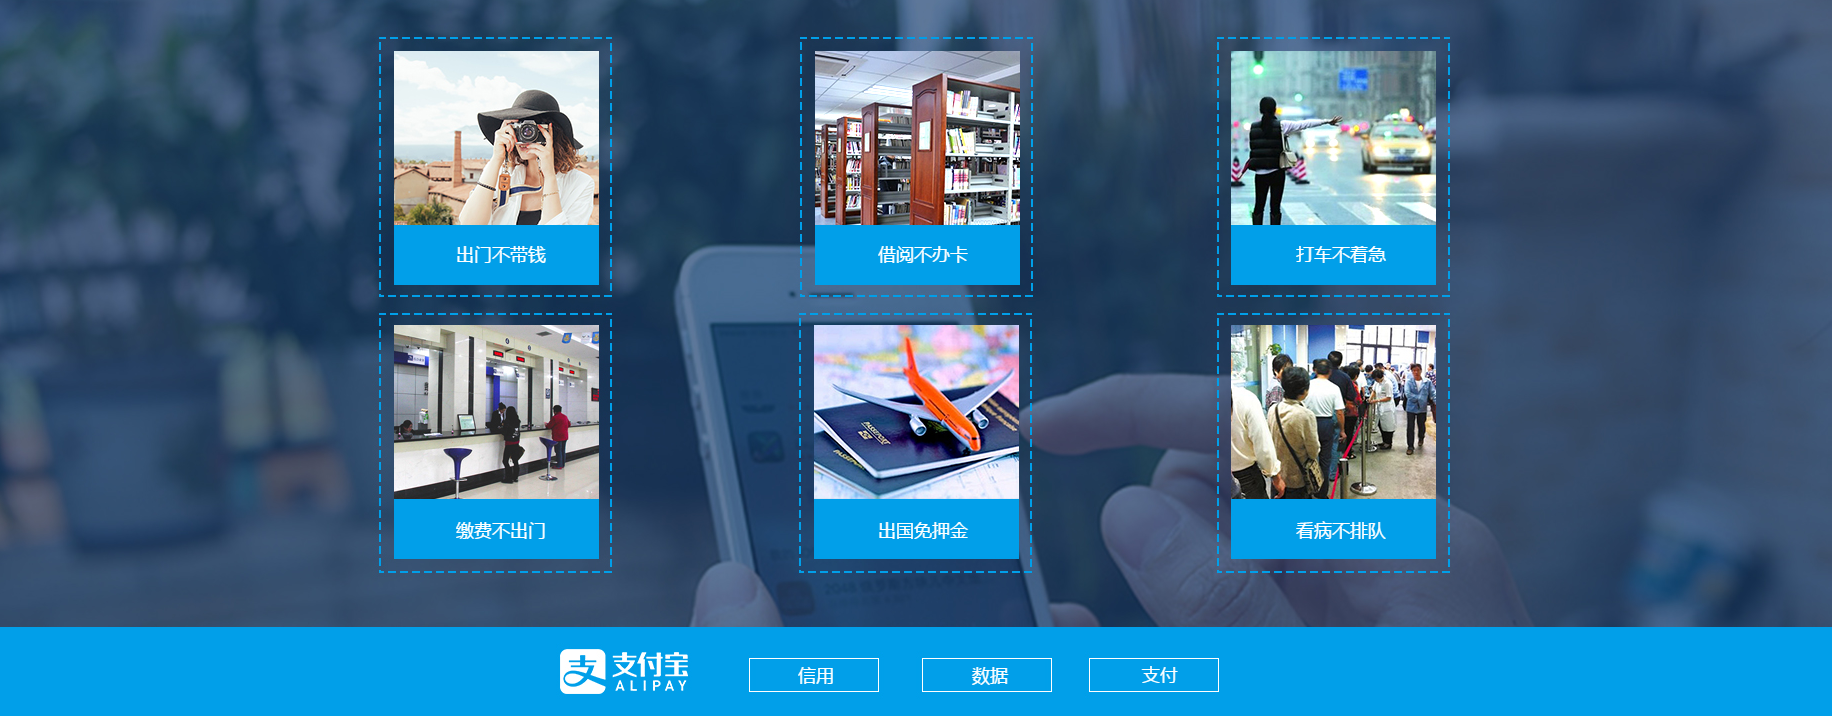 出门不带钱
借阅不办卡
打车不着急
PASSPORT
缴费不出门
出国免押金
看病不排队
支付宝
ALIPAY
信用
数据
支付